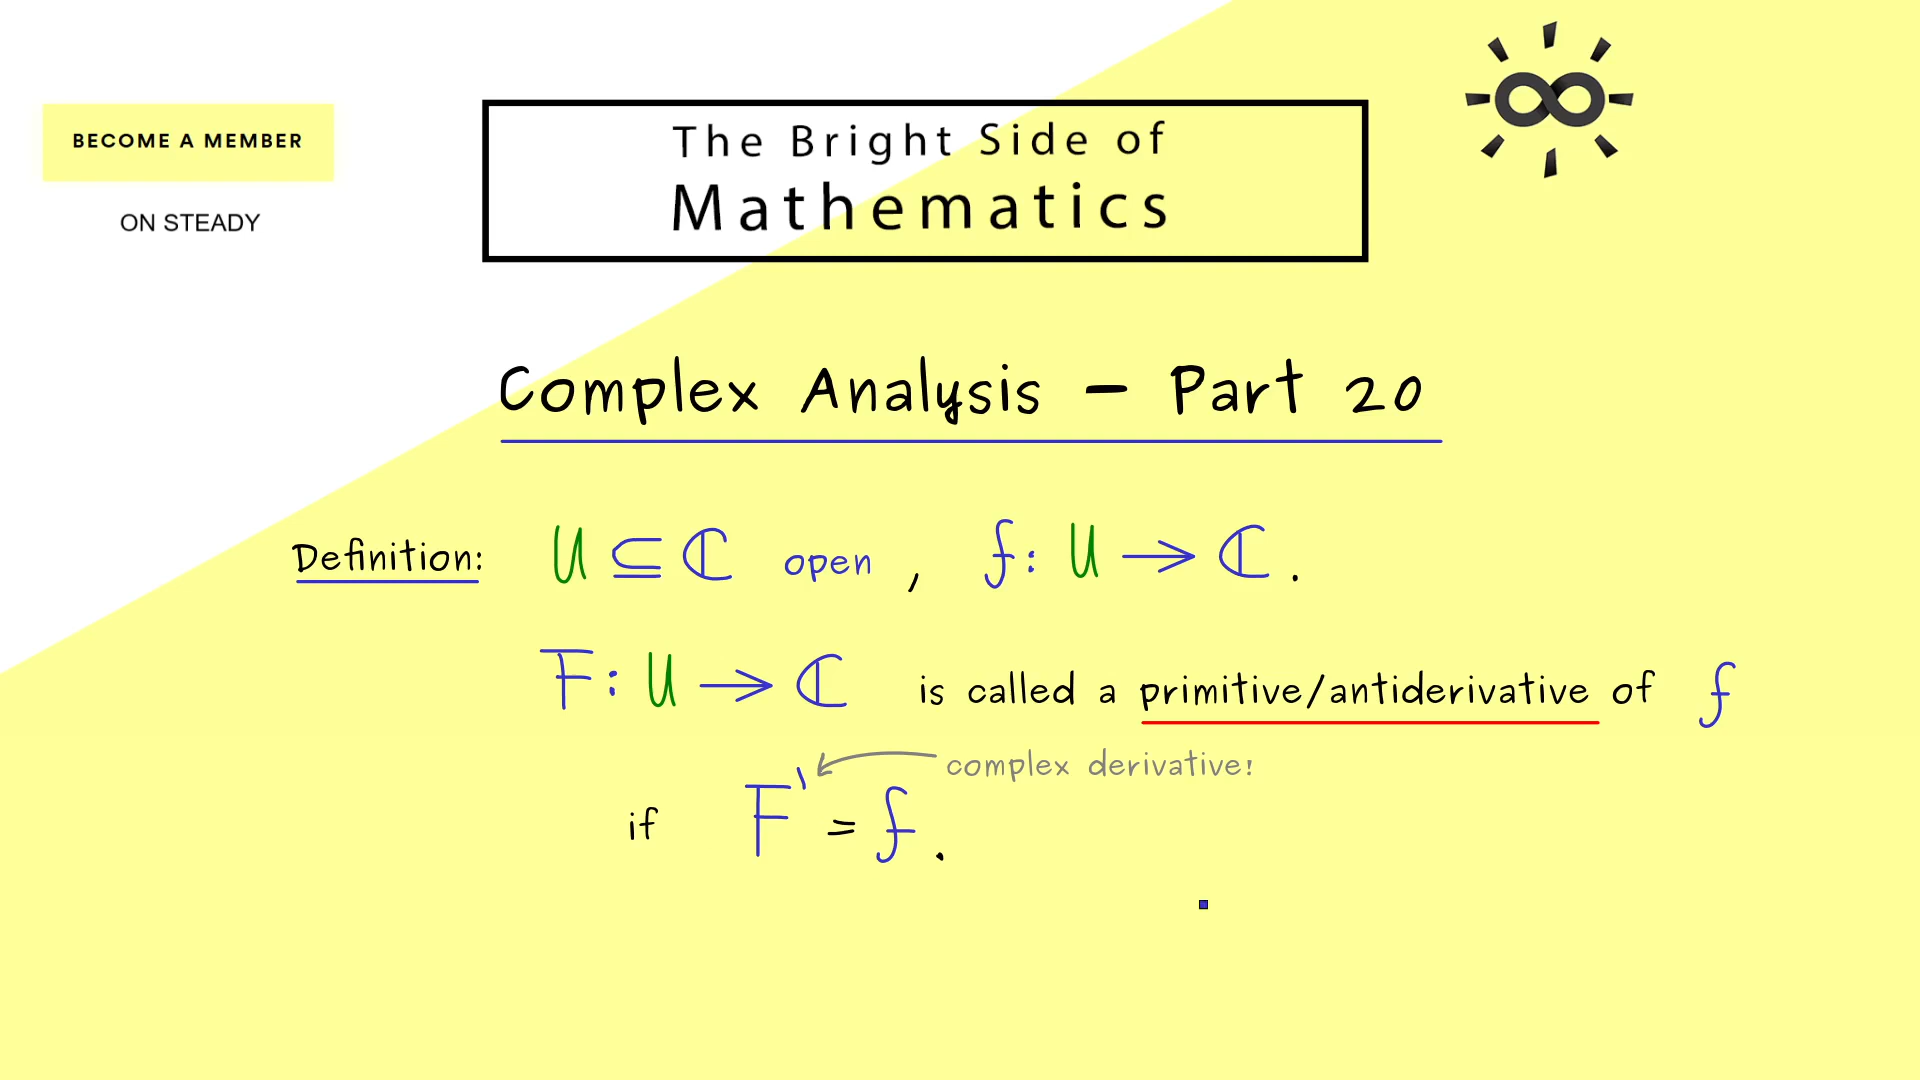 BECOME A MEMBER
ON STEADY
The Bright Side of
Mathematics
Complex Analysis – Part 20
Definition: U ⊆ ℂ open , f: U → ℂ .
F: U → ℂ is called a primitive/antiderivative of f
complex derivative!
if F' = f .